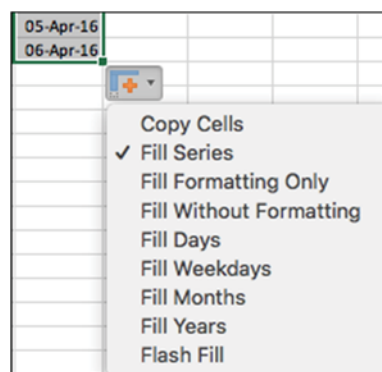 05-Apr-16
06-Apr-16
Copy Cells
✓ Fill Series
Fill Formatting Only
Fill Without Formatting
Fill Days
Fill Weekdays
Fill Months
Fill Years
Flash Fill